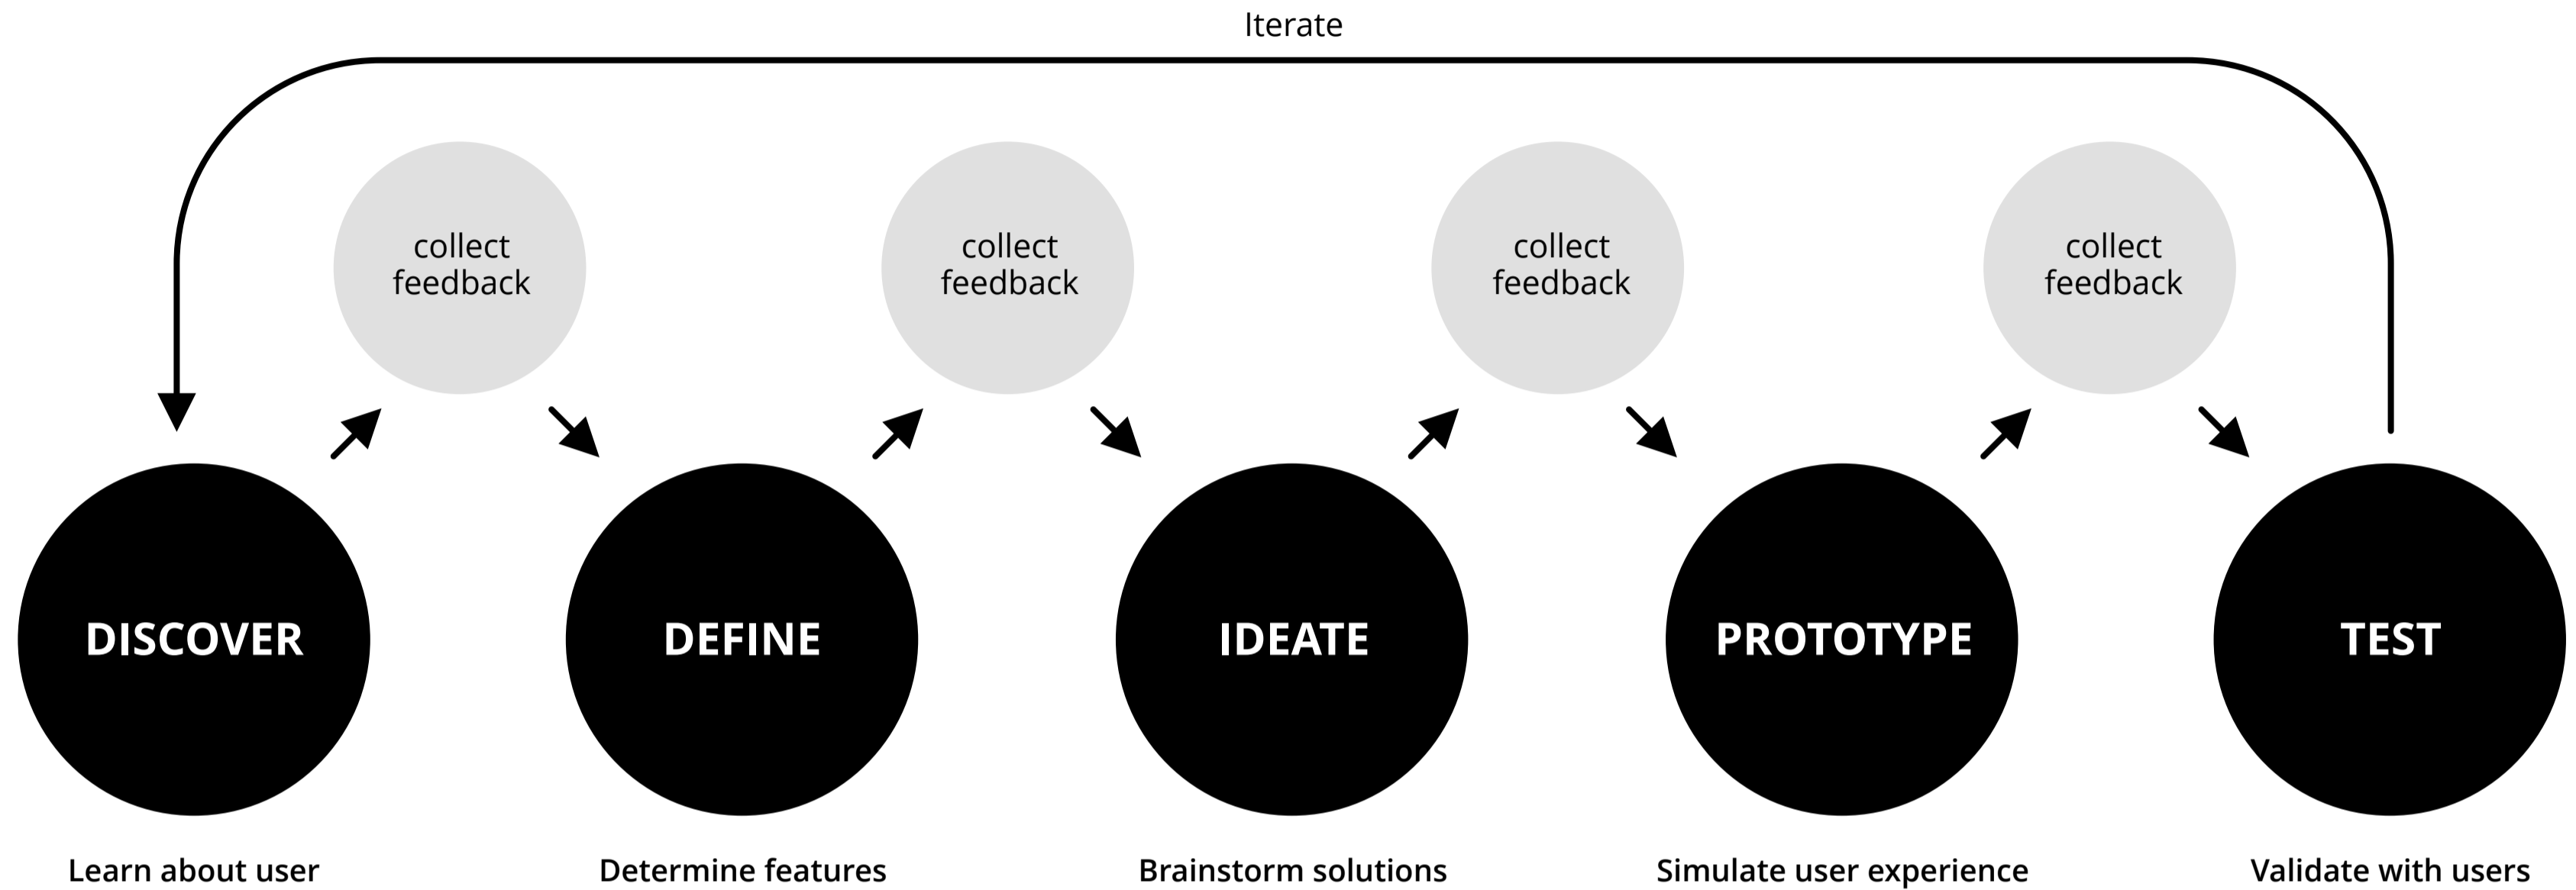 Iterate
collect
feedback
collect
feedback
collect
feedback
collect
feedback
DISCOVER
DEFINE
IDEATE
PROTOTYPE
TEST
Learn about user
Determine features
Brainstorm solutions
Simulate user experience
Validate with users